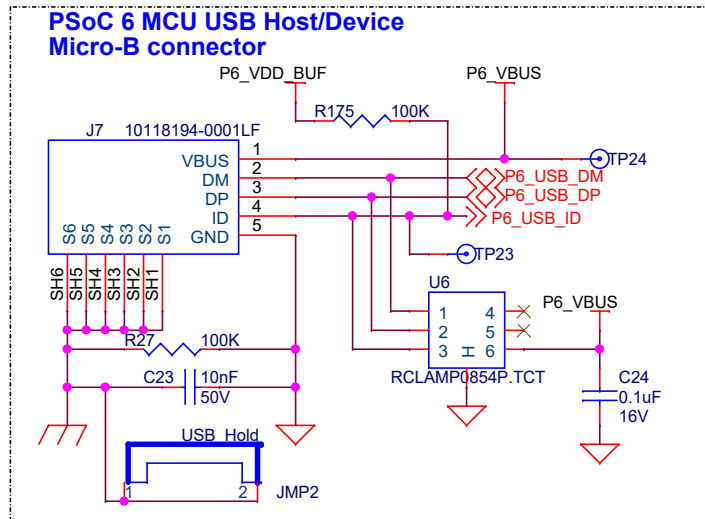 PSoC 6 MCU USB Host/Device
Micro-B connector
P6_VDD_BUF P6_VBUS
R175 100K
J7 10118194-0001LF
VBUS 1 TP24
DM 2 P6_USB_DM
DP 3 P6_USB_DP
ID 4 P6_USB_ID
GND 5
S6 S5 S4 S3 S2 S1
SH6 SH5 SH4 SH3 SH2 SH1
TP23
U6
P6_VBUS
1 4
2 5
3 H 6
R27 100K
RCLAMP0854P.TCT
C23 10nF
50V
C24
0.1uF
16V
USB_Hold
1 2 JMP2